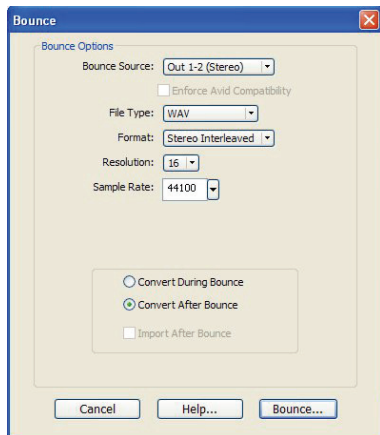 Bounce
Bounce Options
Bounce Source: Out 1-2 (Stereo)
Enforce Avid Compatibility
File Type: WAV
Format: Stereo Interleaved
Resolution: 16
Sample Rate: 44100
Convert During Bounce
Convert After Bounce
Import After Bounce
Cancel Help... Bounce...